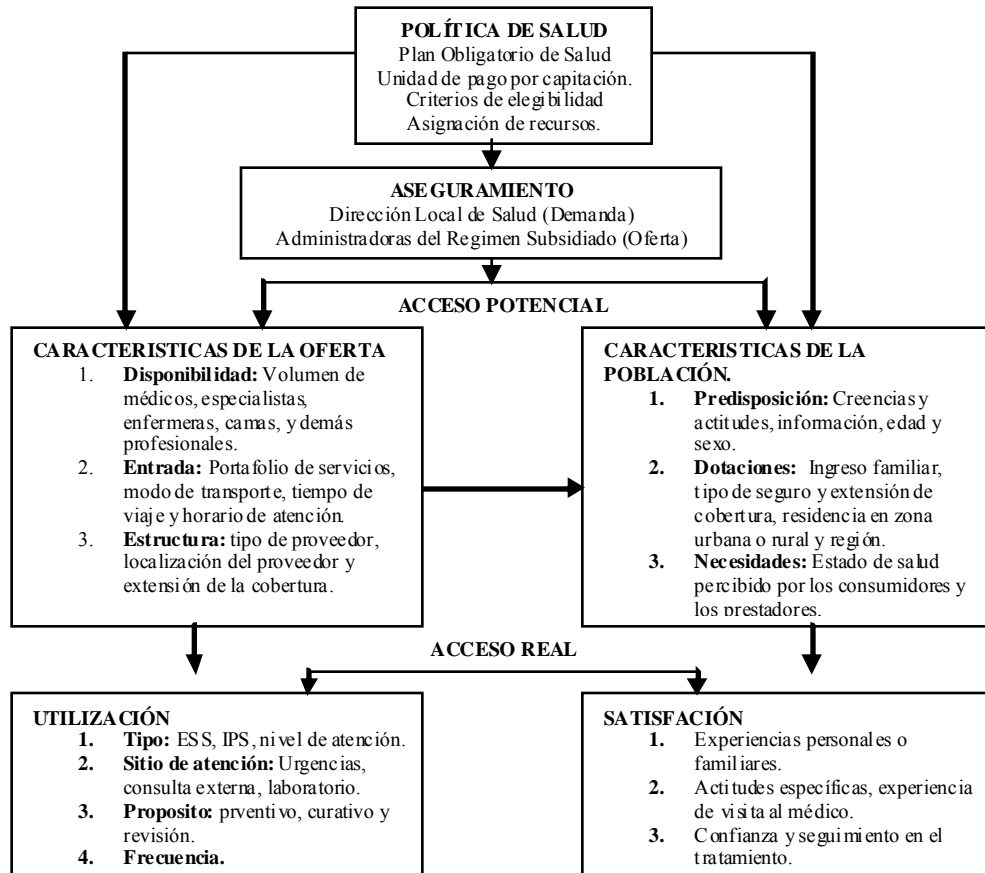 POLÍTICA DE SALUD
Plan Obligatorio de Salud
Unidad de pago por capitación.
Criterios de elegibilidad
Asignación de recursos.
ASEGURAMIENTO
Dirección Local de Salud (Demanda)
Administradoras del Regimen Subsidiado (Oferta)
ACCESO POTENCIAL
CARACTERISTICAS DE LA OFERTA
1. Disponibilidad: Volumen de
médicos, especialistas,
enfermeras, camas, y demás
profesionales.
2. Entrada: Portafolio de servicios,
modo de transporte, tiempo de
viaje y horario de atención.
3. Estructura: tipo de proveedor,
localización del proveedor y
extensión de la cobertura.
CARACTERISTICAS DE LA
POBLACIÓN.
1. Predisposición: Creencias y
actitudes, información, edad y
sexo.
2. Dotaciones: Ingreso familiar,
tipo de seguro y extensión de
cobertura, residencia en zona
urbana o rural y región.
3. Necesidades: Estado de salud
percibido por los consumidores y
los prestadores.
ACCESO REAL
UTILIZACIÓN
1. Tipo: ESS, IPS, nivel de atención.
2. Sitio de atención: Urgencias,
consulta externa, laboratorio.
3. Proposito: prventivo, curativo y
revisión.
4. Frecuencia.
SATISFACIÓN
1. Experiencias personales o
familiares.
2. Actitudes específicas, experiencia
de visita al médico.
3. Confianza y seguimiento en el
tratamiento.